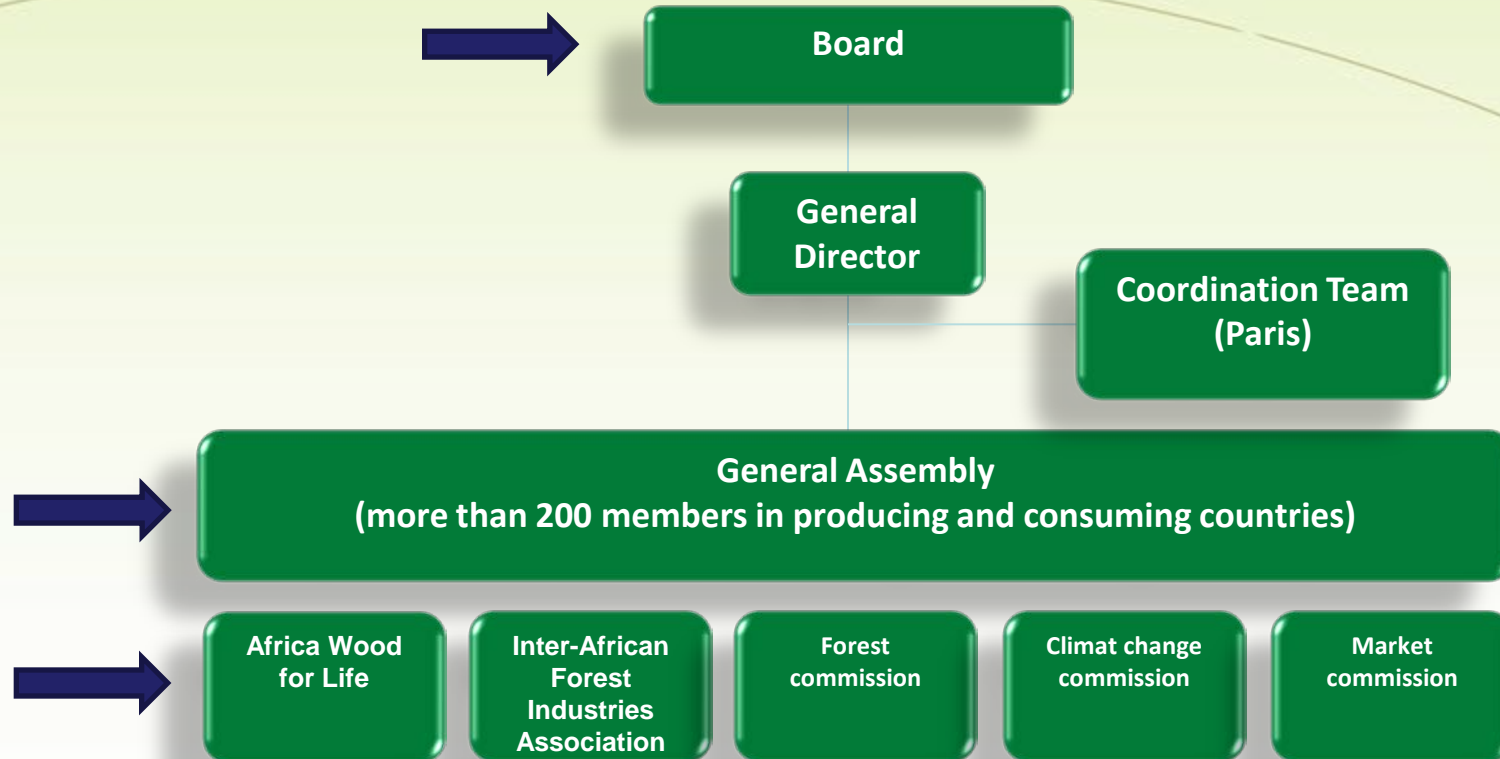 Board
General
Director
Coordination Team
(Paris)
General Assembly
(more than 200 members in producing and consuming countries)
Africa Wood
for Life
Inter-African
Forest
Industries
Association
Forest
commission
Climat change
commission
Market
commission